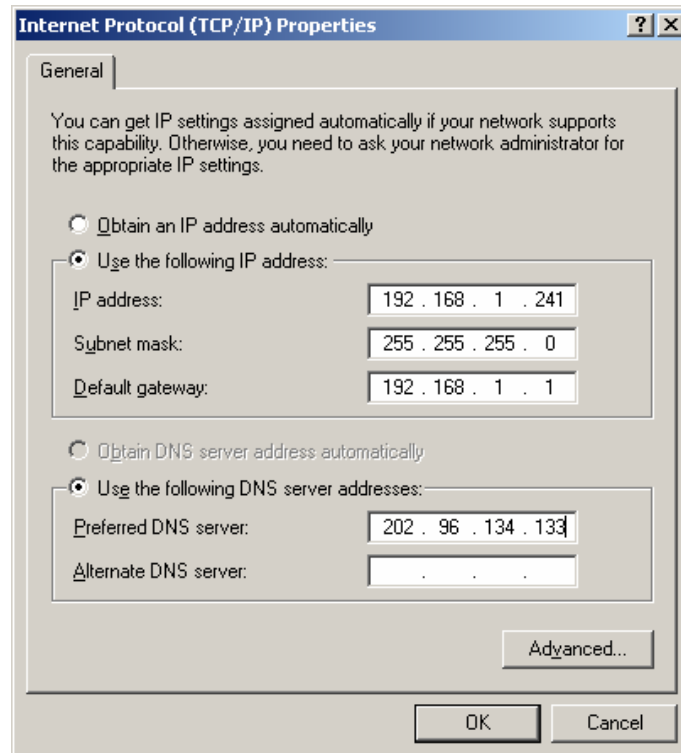 Internet Protocol (TCP/IP) Properties
General
You can get IP settings assigned automatically if your network supports
this capability. Otherwise, you need to ask your network administrator for
the appropriate IP settings.
Obtain an IP address automatically
Use the following IP address:
IP address: 192 . 168 . 1 . 241
Subnet mask: 255 . 255 . 255 . 0
Default gateway: 192 . 168 . 1 . 1
Obtain DNS server address automatically
Use the following DNS server addresses:
Preferred DNS server: 202 . 96 . 134 . 133
Alternate DNS server: . . .
Advanced...
OK Cancel